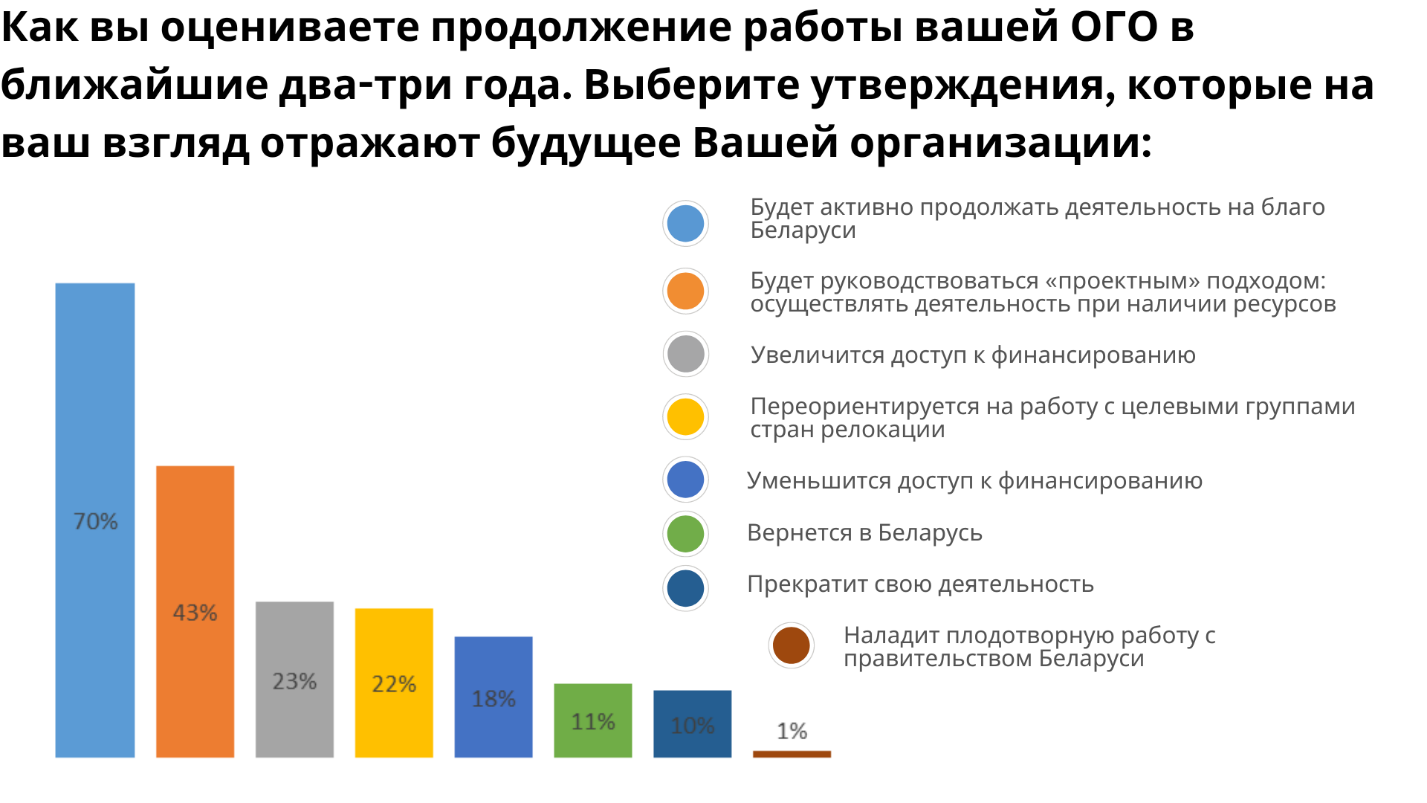 Как вы оцениваете продолжение работы вашей ОГО в
ближайшие два-три года. Выберите утверждения, которые на
ваш взгляд отражают будущее Вашей организации:
Будет активно продолжать деятельность на благо
Беларуси
Будет руководствоваться «проектным» подходом:
осуществлять деятельность при наличии ресурсов
Увеличится доступ к финансированию
Переориентируется на работу с целевыми группами
стран релокации
Уменьшится доступ к финансированию
Вернется в Беларусь
Прекратит свою деятельность
Наладит плодотворную работу с
правительством Беларуси
70%
43%
23%
22%
18%
11%
10%
1%